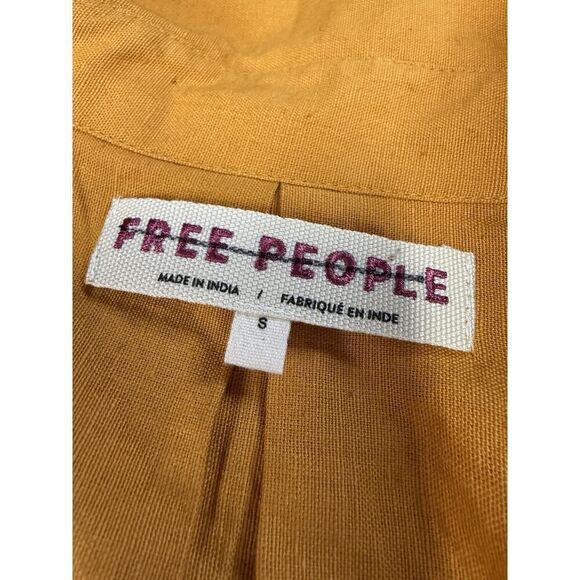 FREE PEOPLE
MADE IN INDIA / FABRIQUÉ EN INDE
S